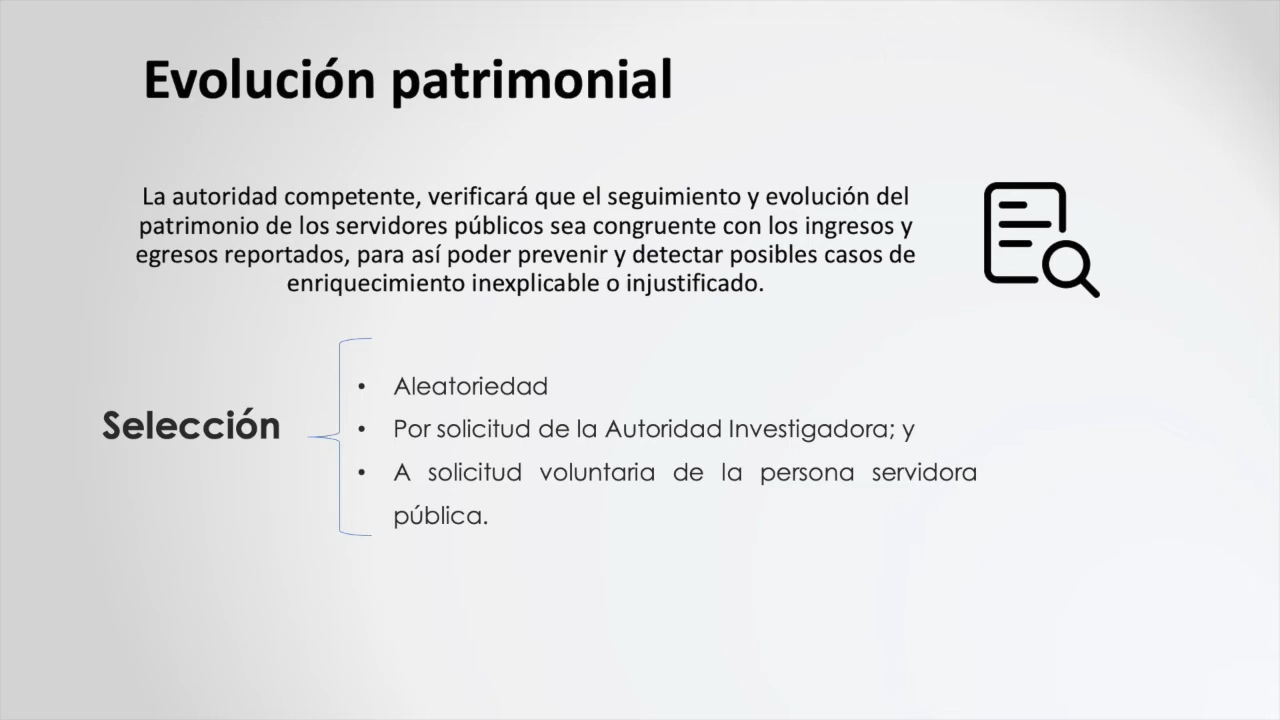 Evolución patrimonial
La autoridad competente, verificará que el seguimiento y evolución del
patrimonio de los servidores públicos sea congruente con los ingresos y
egresos reportados, para así poder prevenir y detectar posibles casos de
enriquecimiento inexplicable o injustificado.
Selección
• Aleatoriedad
• Por solicitud de la Autoridad Investigadora; y
• A solicitud voluntaria de la persona servidora
pública.